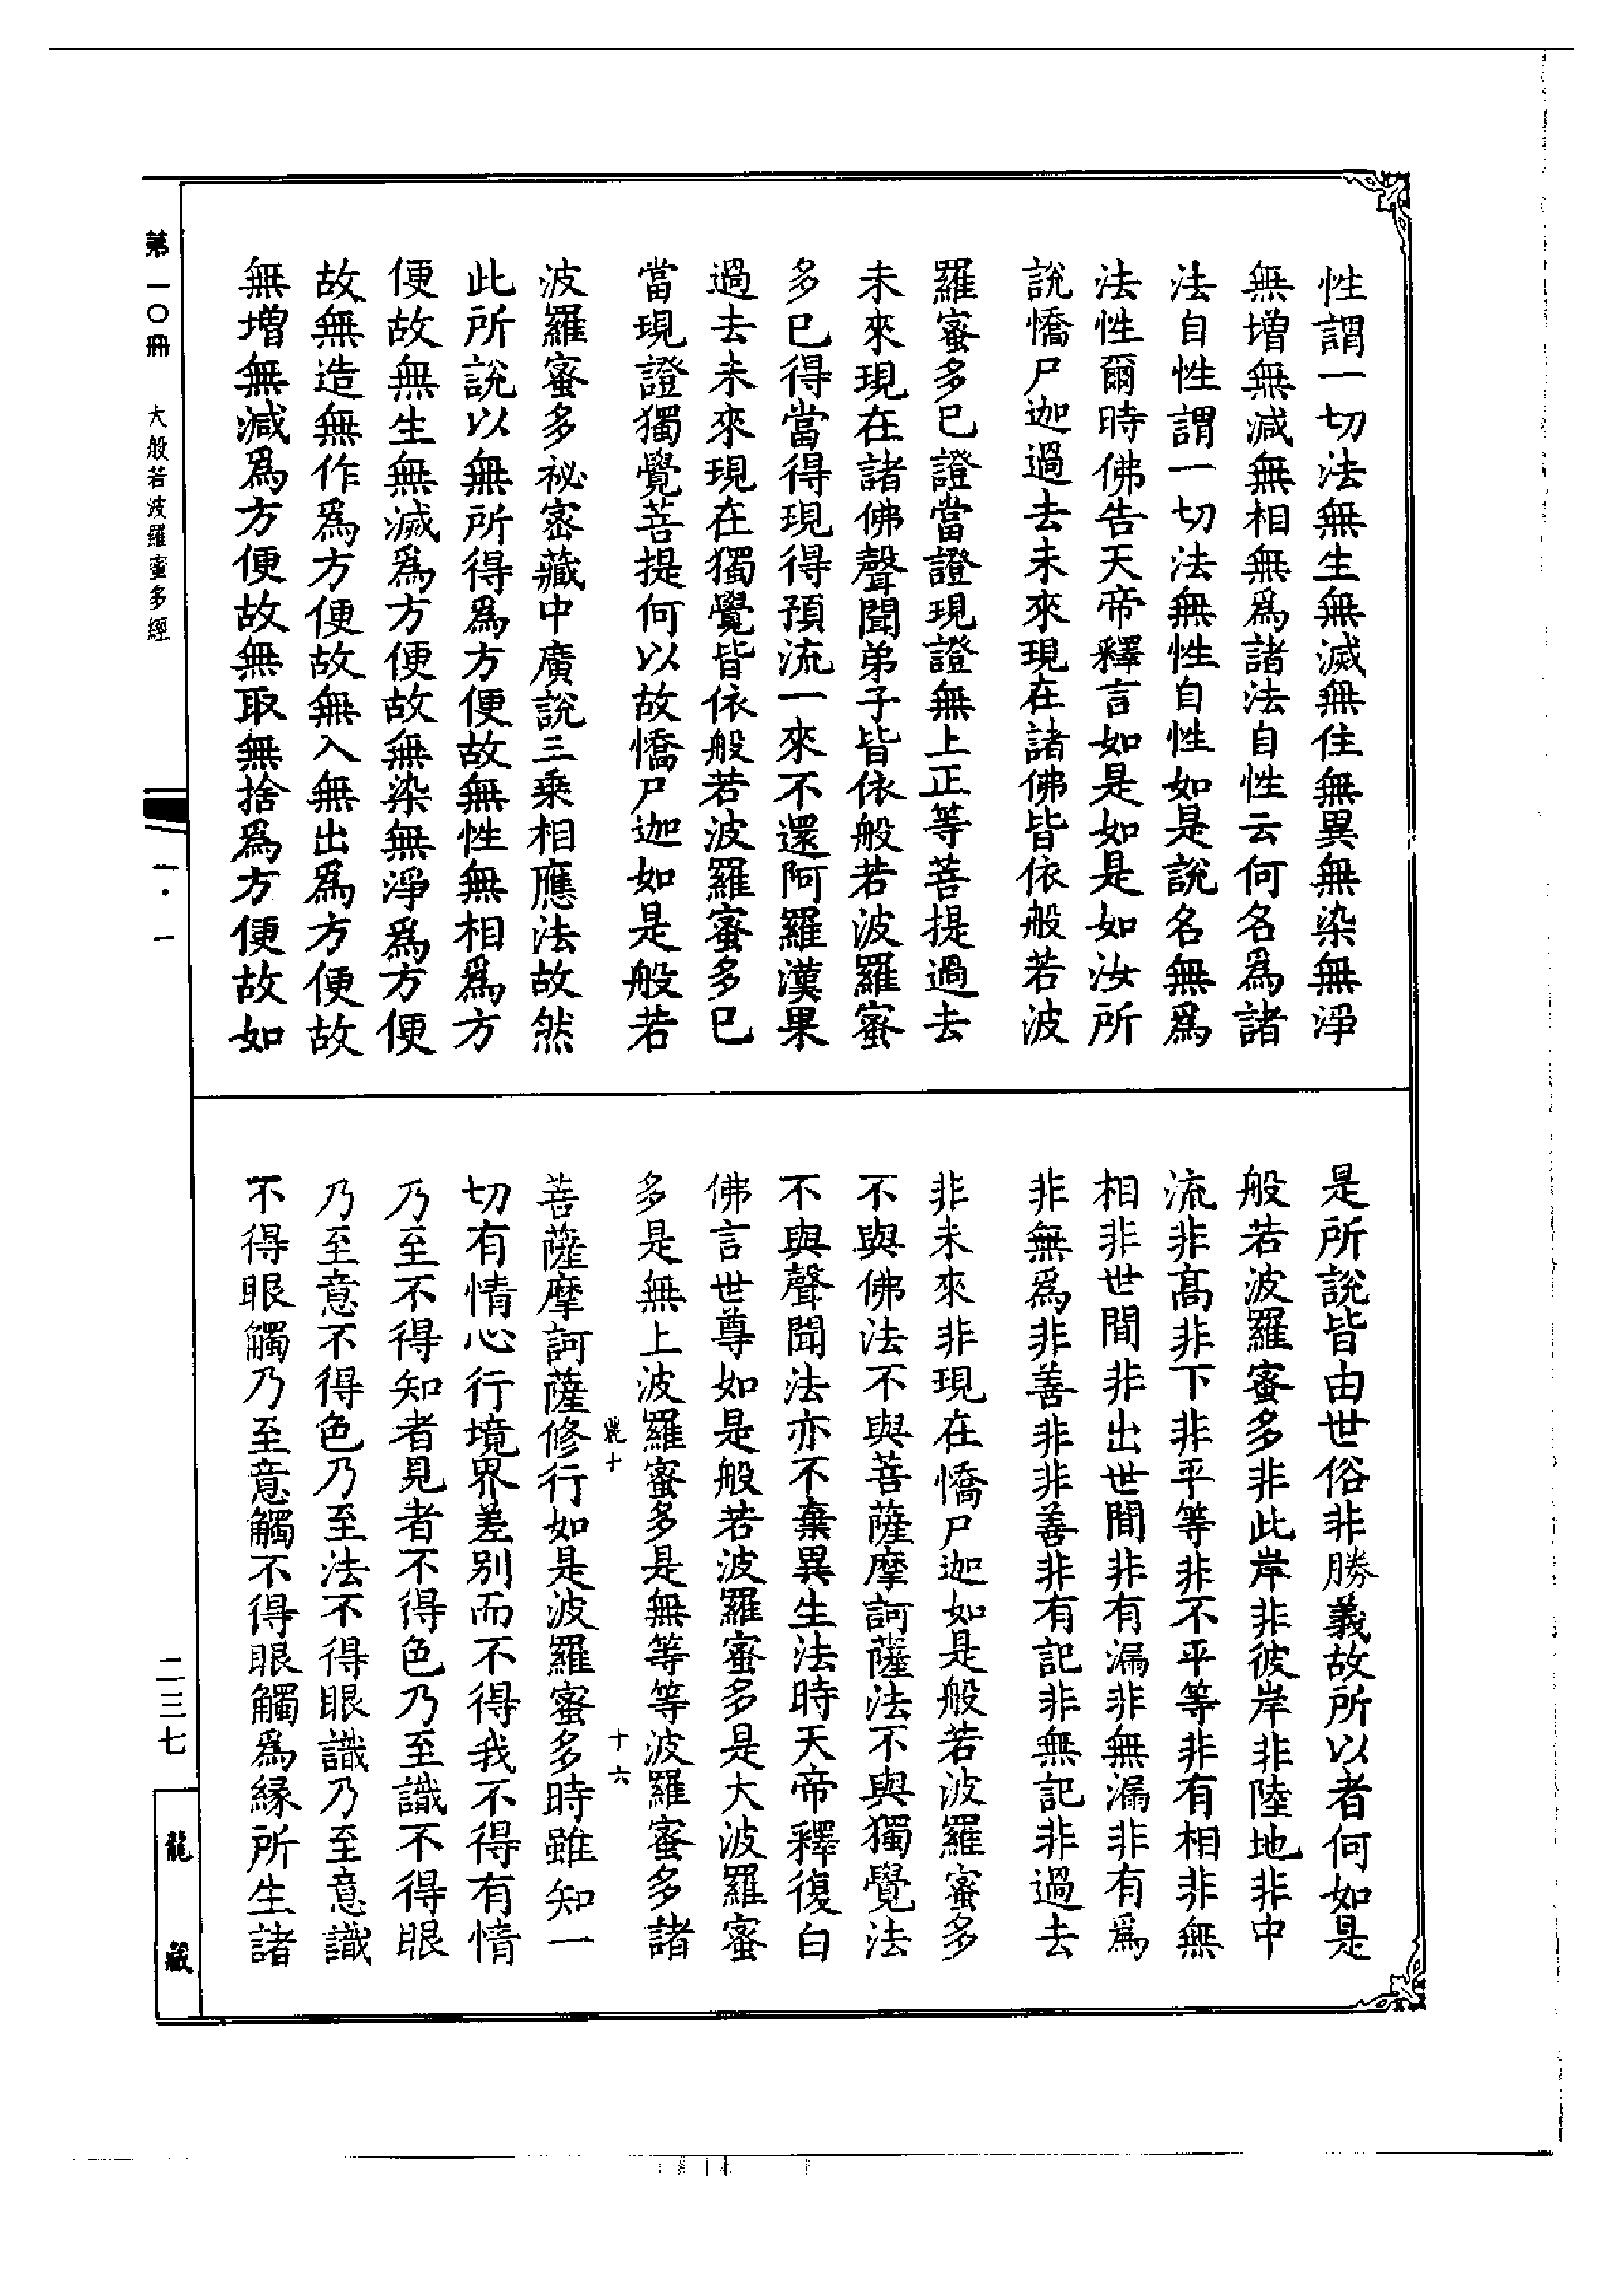 性謂一切法無生無滅無住無異無染無淨
無增無減無相無爲諸法自性云何名爲諸
法自性謂一切法無性自性如是說名無爲
法性爾時佛告天帝釋言如是如是如汝所
說憍尸迦過去未來現在諸佛皆依般若波
羅蜜多已證當證現證無上正等菩提過去
未來現在諸佛聲聞弟子皆依般若波羅蜜
多已得當得現得預流一來不還阿羅漢果
過去未來現在獨覺皆依般若波羅蜜多已
當現證獨覺菩提何以故憍尸迦如是般若
波羅蜜多祕密藏中廣說三乘相應法故然
此所說以無所得爲方便故無性無相爲方
便故無生無滅爲方便故無染無淨爲方便
故無造無作爲方便故無入無出爲方便故
無增無減爲方便故無取無捨爲方便故如
是所說皆由世俗非勝義故所以者何如是
般若波羅蜜多非此岸非彼岸非陸地非中
流非高非下非平等非不平等非有相非無
相非世間非出世間非有漏非無漏非有爲
非無爲非善非非善非有記非無記非過去
非未來非現在憍尸迦如是般若波羅蜜多
不與佛法不與菩薩摩訶薩法不與獨覺法
不與聲聞法亦不棄異生法時天帝釋復白
佛言世尊如是般若波羅蜜多是大波羅蜜
多是無上波羅蜜多是無等等波羅蜜多諸
菩薩摩訶薩修行如是波羅蜜多時雖知一
切有情心行境界差別而不得我不得有情
乃至不得知者見者不得色乃至識不得眼
乃至意不得色乃至法不得眼識乃至意識
不得眼觸乃至意觸不得眼觸爲緣所生諸
十 十六
第一〇冊 大般若波羅蜜多經
一·一
二三七
龍藏